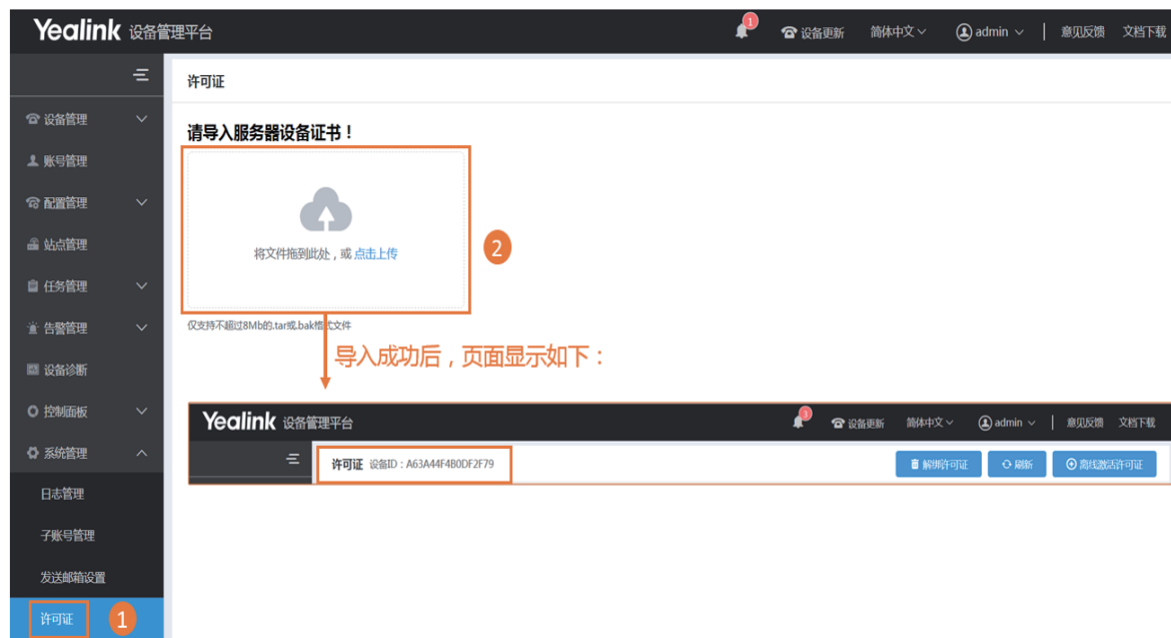 Yealink 设备管理平台
1
设备更新 简体中文 admin 意见反馈 文档下载
许可证
设备管理
账号管理
配置管理
站点管理
任务管理
告警管理
设备诊断
控制面板
系统管理
日志管理
子账号管理
发送邮箱设置
许可证
1
请导入服务器设备证书！
将文件拖到此处，或 点击上传
2
仅支持不超过8Mb的.tar或.bak格式文件
导入成功后，页面显示如下：
Yealink 设备管理平台
3
设备更新 简体中文 admin 意见反馈 文档下载
许可证 设备ID：A63A44F4B0DF2F79
解绑许可证 刷新 离线激活许可证